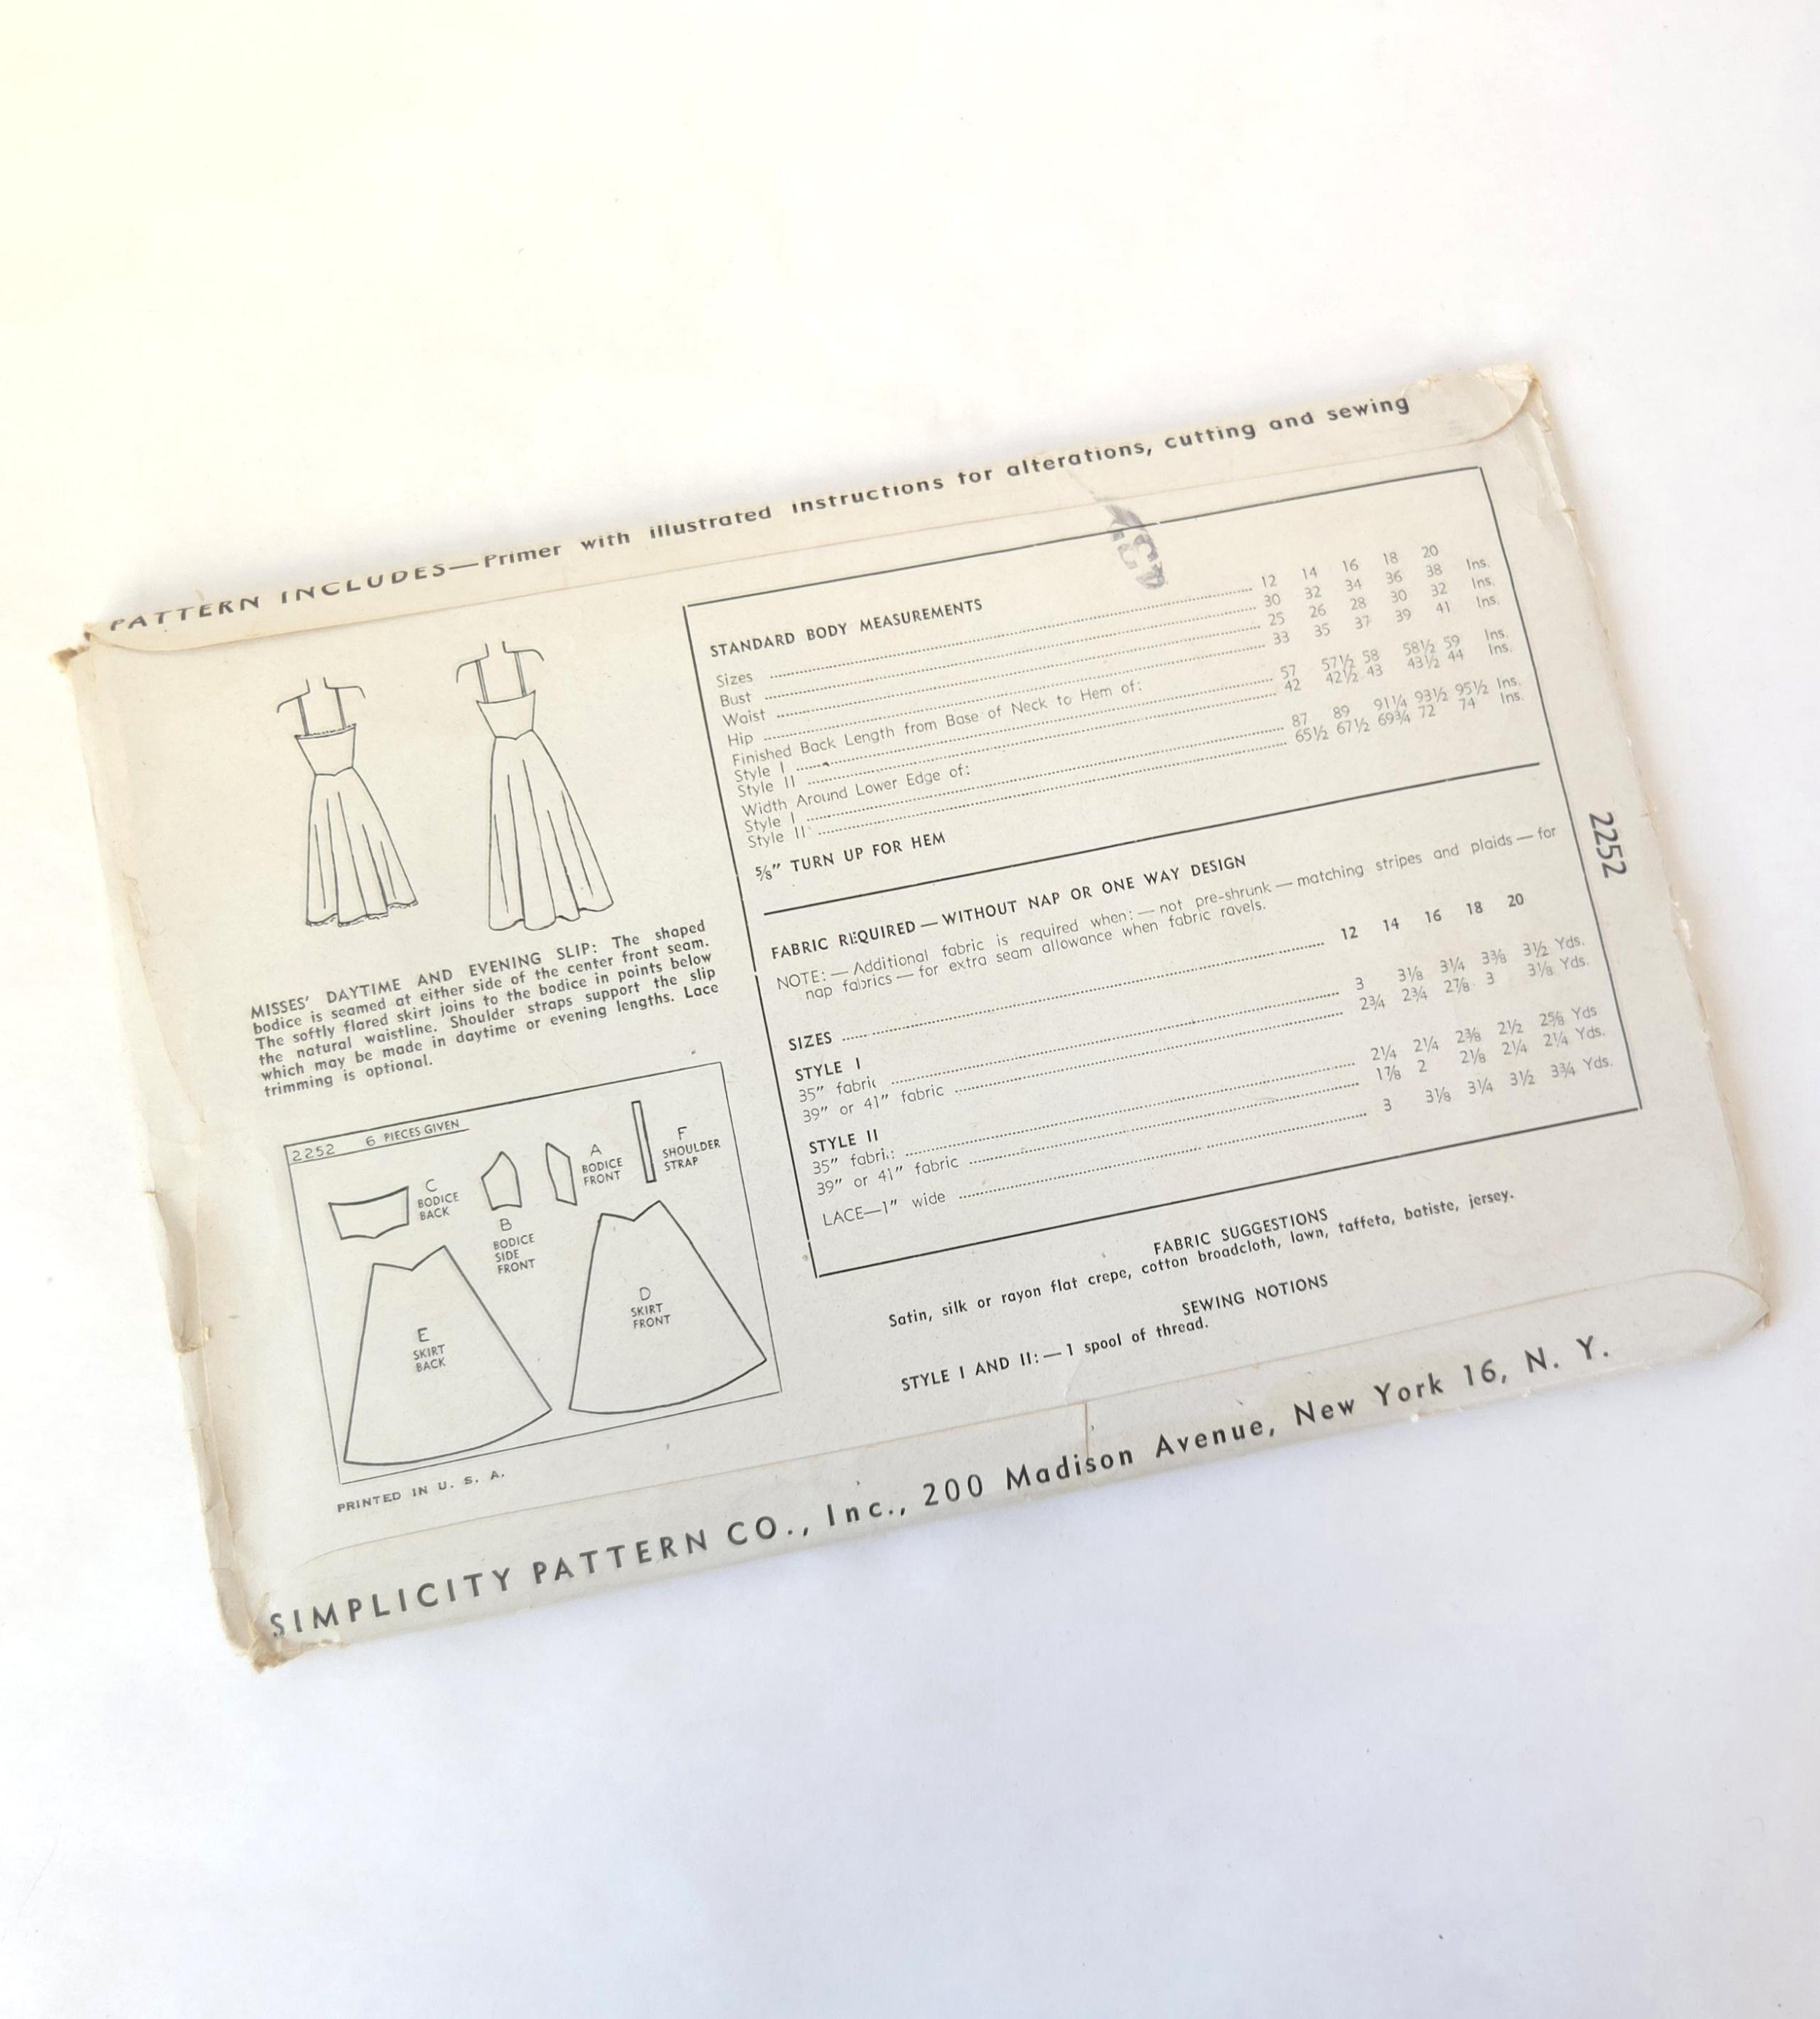 PATTERN INCLUDES—Primer with illustrated instructions for alterations, cutting and sewing
MISSES' DAYTIME AND EVENING SLIP: The shaped
bodice is seamed at either side of the center front seam.
The softly flared skirt joins to the bodice in points below
the natural waistline. Shoulder straps support the slip
which may be made in daytime or evening lengths. Lace
trimming is optional.
2252 6 PIECES GIVEN
C
BODICE
BACK
B
BODICE
SIDE
FRONT
A
BODICE
FRONT
F
SHOULDER
STRAP
E
SKIRT
BACK
D
SKIRT
FRONT
PRINTED IN U. S. A.
STANDARD BODY MEASUREMENTS
Sizes 12 14 16 18 20
Bust 30 32 34 36 38 Ins.
Waist 25 26 28 30 32 Ins.
Hip 33 35 37 39 41 Ins.
Finished Back Length from Base of Neck to Hem of:
Style I 57 57½ 58 58½ 59 Ins.
Style II 42 42½ 43 43½ 44 Ins.
Width Around Lower Edge of:
Style I 87 89 91¼ 93½ 95½ Ins.
Style II 65½ 67½ 69¾ 72 74 Ins.
⅝" TURN UP FOR HEM
FABRIC REQUIRED — WITHOUT NAP OR ONE WAY DESIGN
NOTE: — Additional fabric is required when: — not pre-shrunk — matching stripes and plaids — for
nap fabrics — for extra seam allowance when fabric ravels.
SIZES 12 14 16 18 20
STYLE I
35" fabric 3 3⅛ 3¼ 3⅜ 3½ Yds.
39" or 41" fabric 2¾ 2¾ 2⅞ 3 3⅛ Yds.
STYLE II
35" fabric 2¼ 2¼ 2⅜ 2½ 2⅝ Yds
39" or 41" fabric 1⅞ 2 2⅛ 2¼ 2¼ Yds.
LACE—1" wide 3 3⅛ 3¼ 3½ 3¾ Yds.
2252
FABRIC SUGGESTIONS
Satin, silk or rayon flat crepe, cotton broadcloth, lawn, taffeta, batiste, jersey.
SEWING NOTIONS
STYLE I AND II: — 1 spool of thread.
SIMPLICITY PATTERN CO., Inc., 200 Madison Avenue, New York 16, N. Y.